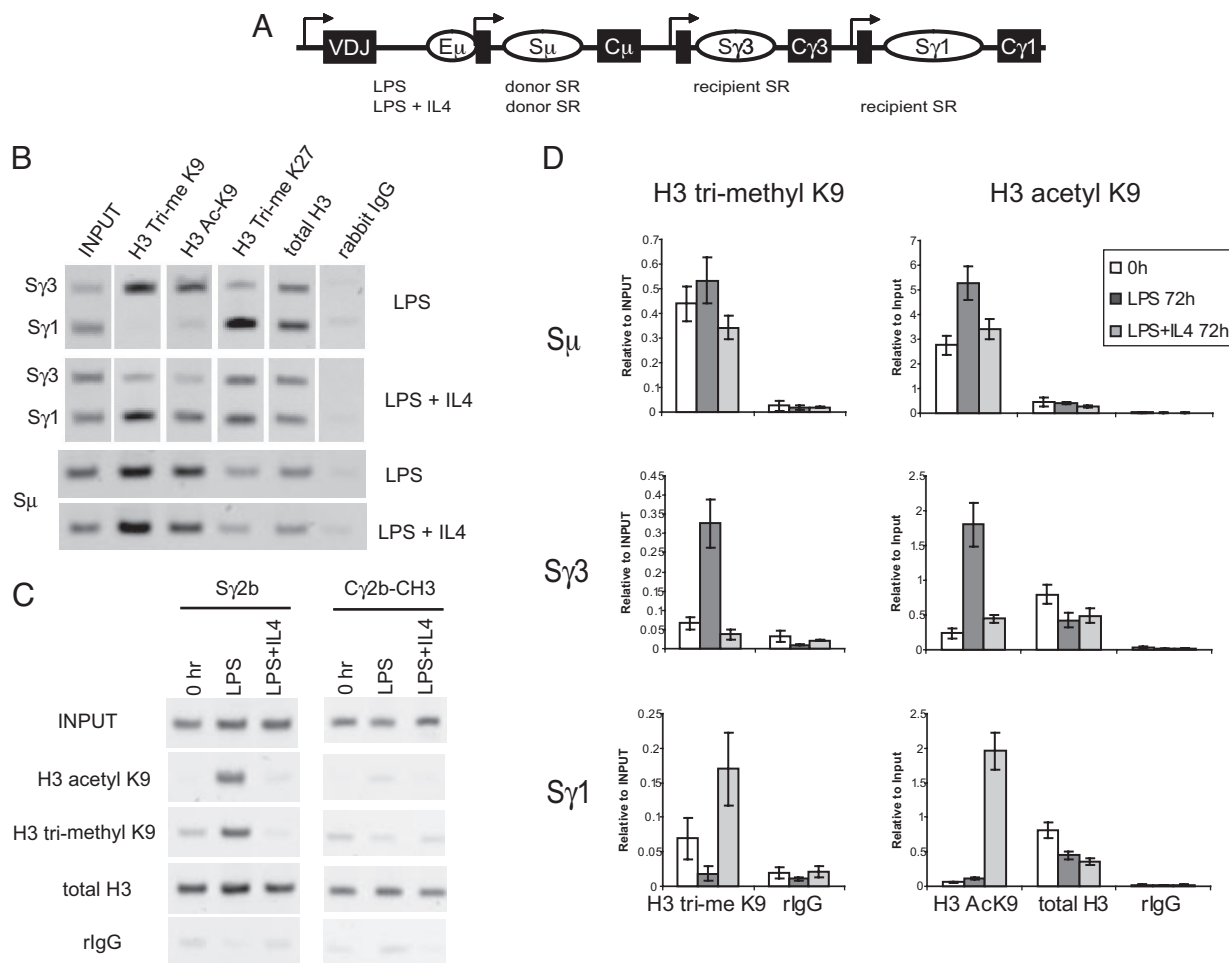 A
VDJ Eμ Sμ Cμ Sγ3 Cγ3 Sγ1 Cγ1
LPS donor SR recipient SR
LPS + IL4 donor SR recipient SR
B
INPUT
H3 Tri-me K9
H3 Ac-K9
H3 Tri-me K27
total H3
rabbit IgG
Sγ3
Sγ1
LPS
Sγ3
Sγ1
LPS + IL4
Sμ
LPS
LPS + IL4
C
Sγ2b Cγ2b-CH3
0 hr LPS LPS+IL4 0 hr LPS LPS+IL4
INPUT
H3 acetyl K9
H3 tri-methyl K9
total H3
rIgG
D
H3 tri-methyl K9 H3 acetyl K9
0h
LPS 72h
LPS+IL4 72h
Sμ
Relative to INPUT
0.7
0.6
0.5
0.4
0.3
0.2
0.1
0
Relative to Input
7
6
5
4
3
2
1
0
Sγ3
Relative to INPUT
0.45
0.4
0.35
0.3
0.25
0.2
0.15
0.1
0.05
0
Relative to Input
2.5
2
1.5
1
0.5
0
Sγ1
Relative to INPUT
0.25
0.2
0.15
0.1
0.05
0
H3 tri-me K9 rIgG
Relative to Input
2.5
2
1.5
1
0.5
0
H3 AcK9 total H3 rIgG